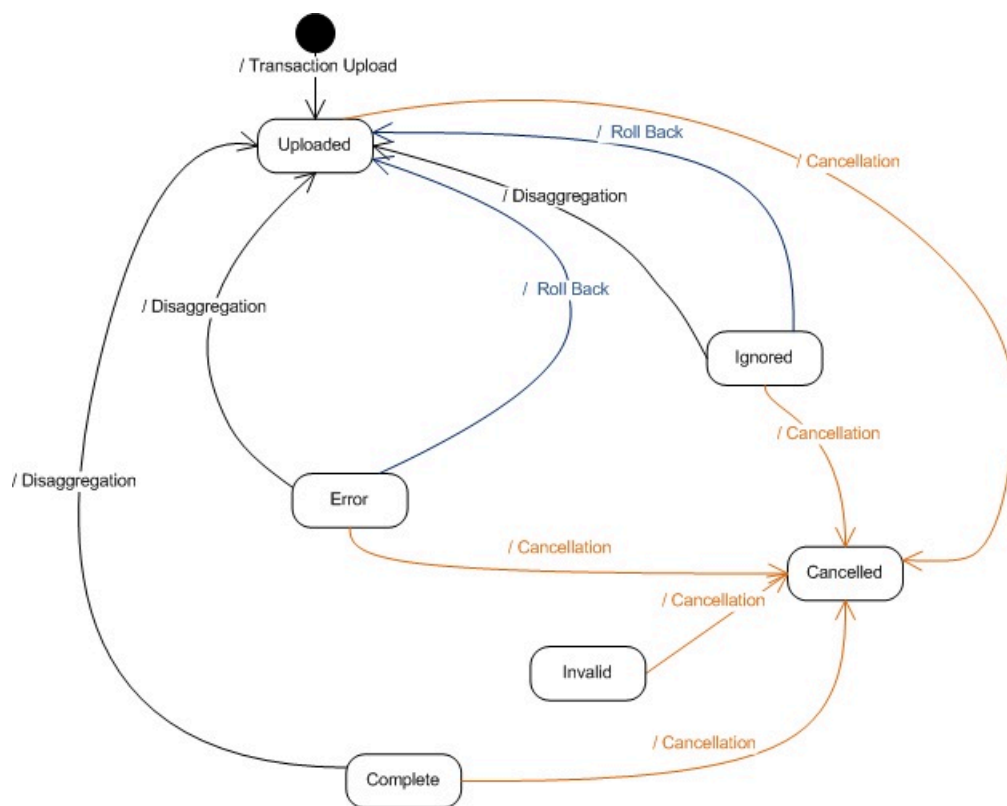 / Transaction Upload
Uploaded
/ Roll Back
/ Cancellation
/ Disaggregation
/ Roll Back
/ Disaggregation
Ignored
/ Cancellation
/ Disaggregation
Error
/ Cancellation
Cancelled
/ Cancellation
Invalid
/ Cancellation
Complete